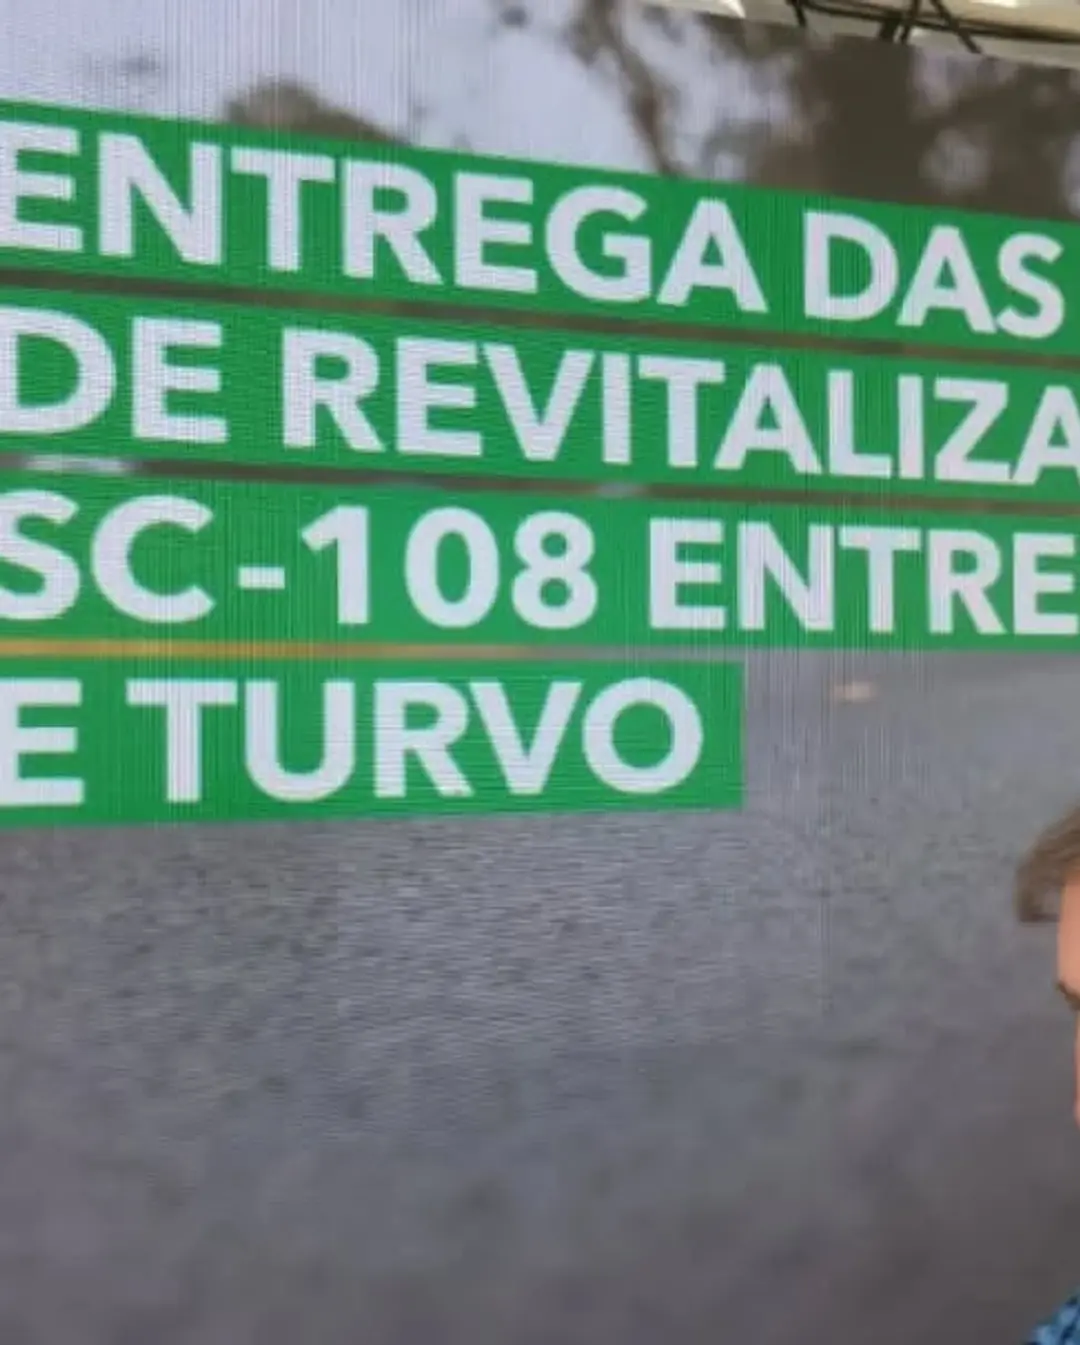 ENTREGA DAS
DE REVITALIZA
SC-108 ENTRE
E TURVO